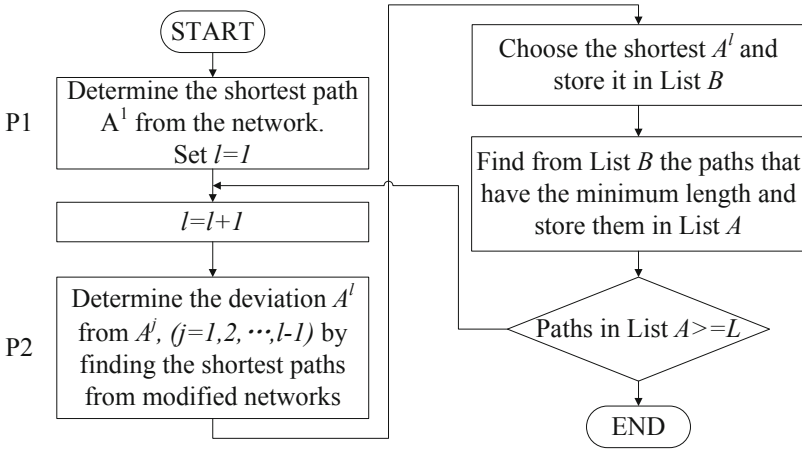 START
P1
Determine the shortest path
A¹ from the network.
Set l=1
l=l+1
P2
Determine the deviation Aˡ
from Aʲ, (j=1,2,⋯,l-1) by
finding the shortest paths
from modified networks
Choose the shortest Aˡ and
store it in List B
Find from List B the paths that
have the minimum length and
store them in List A
Paths in List A>=L
END